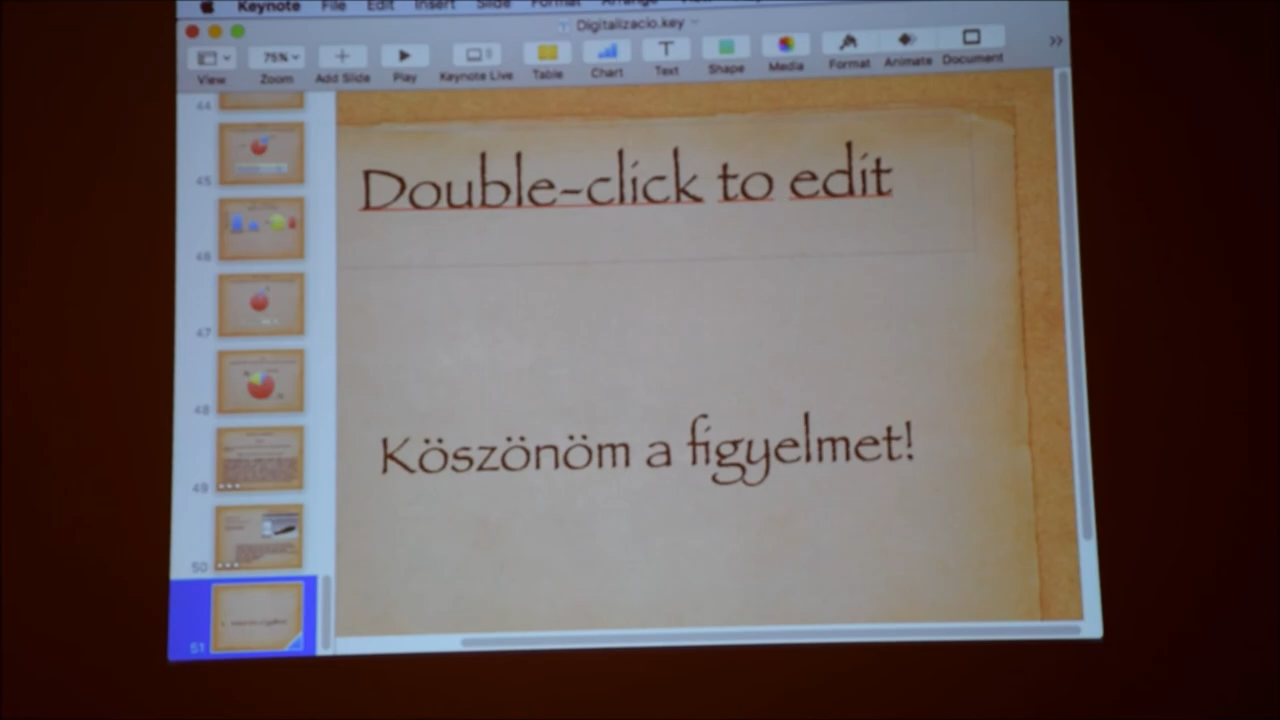 Keynote File Edit Insert Slide Format Arrange
Digitalizacio.key
75%
View Zoom Add Slide Play Keynote Live Table Chart Text Shape Media Format Animate Document
44
45
46
47
48
49
50
51
Double-click to edit
Köszönöm a figyelmet!